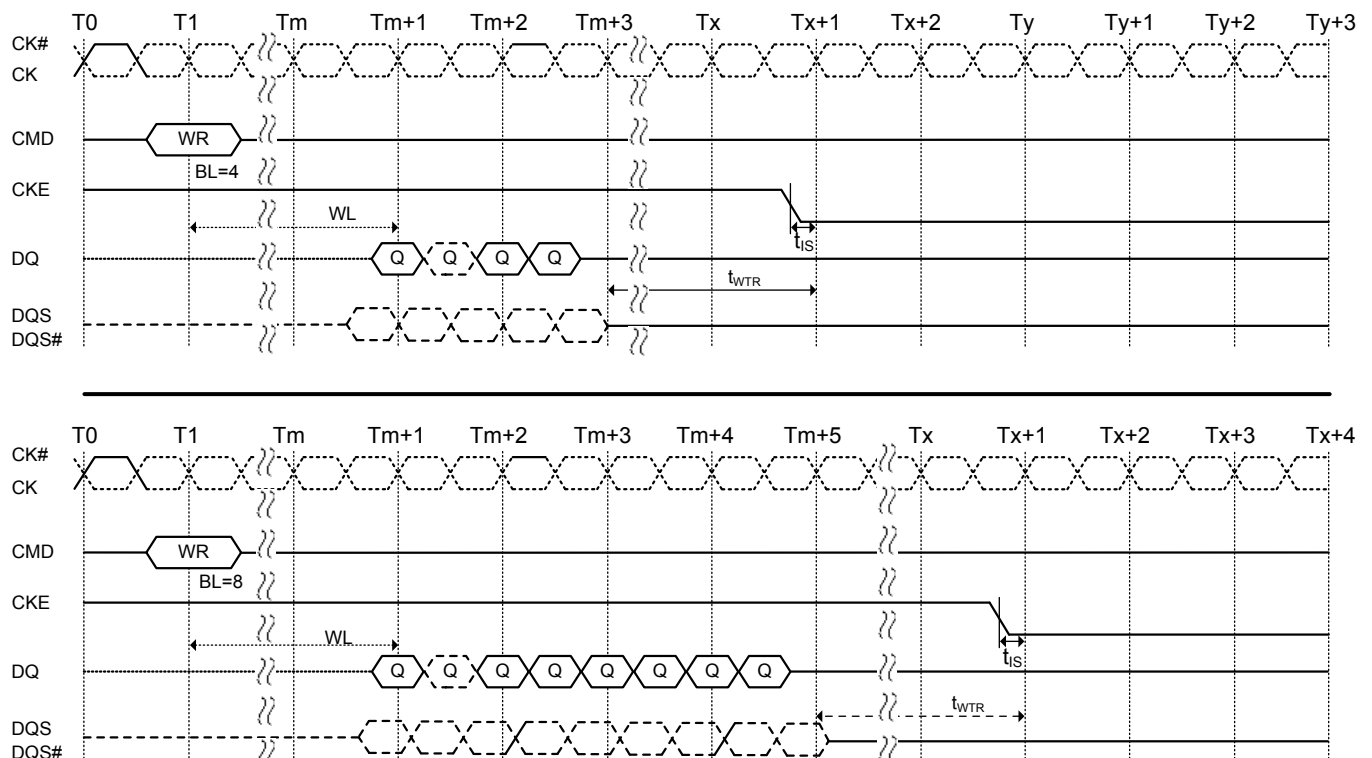 T0 T1 Tm Tm+1 Tm+2 Tm+3 Tx Tx+1 Tx+2 Ty Ty+1 Ty+2 Ty+3
CK#
CK
CMD WR
BL=4
CKE
WL
tIS
DQ Q Q Q Q
tWTR
DQS
DQS#
T0 T1 Tm Tm+1 Tm+2 Tm+3 Tm+4 Tm+5 Tx Tx+1 Tx+2 Tx+3 Tx+4
CK#
CK
CMD WR
BL=8
CKE
WL
tIS
DQ Q Q Q Q Q Q Q Q
tWTR
DQS
DQS#